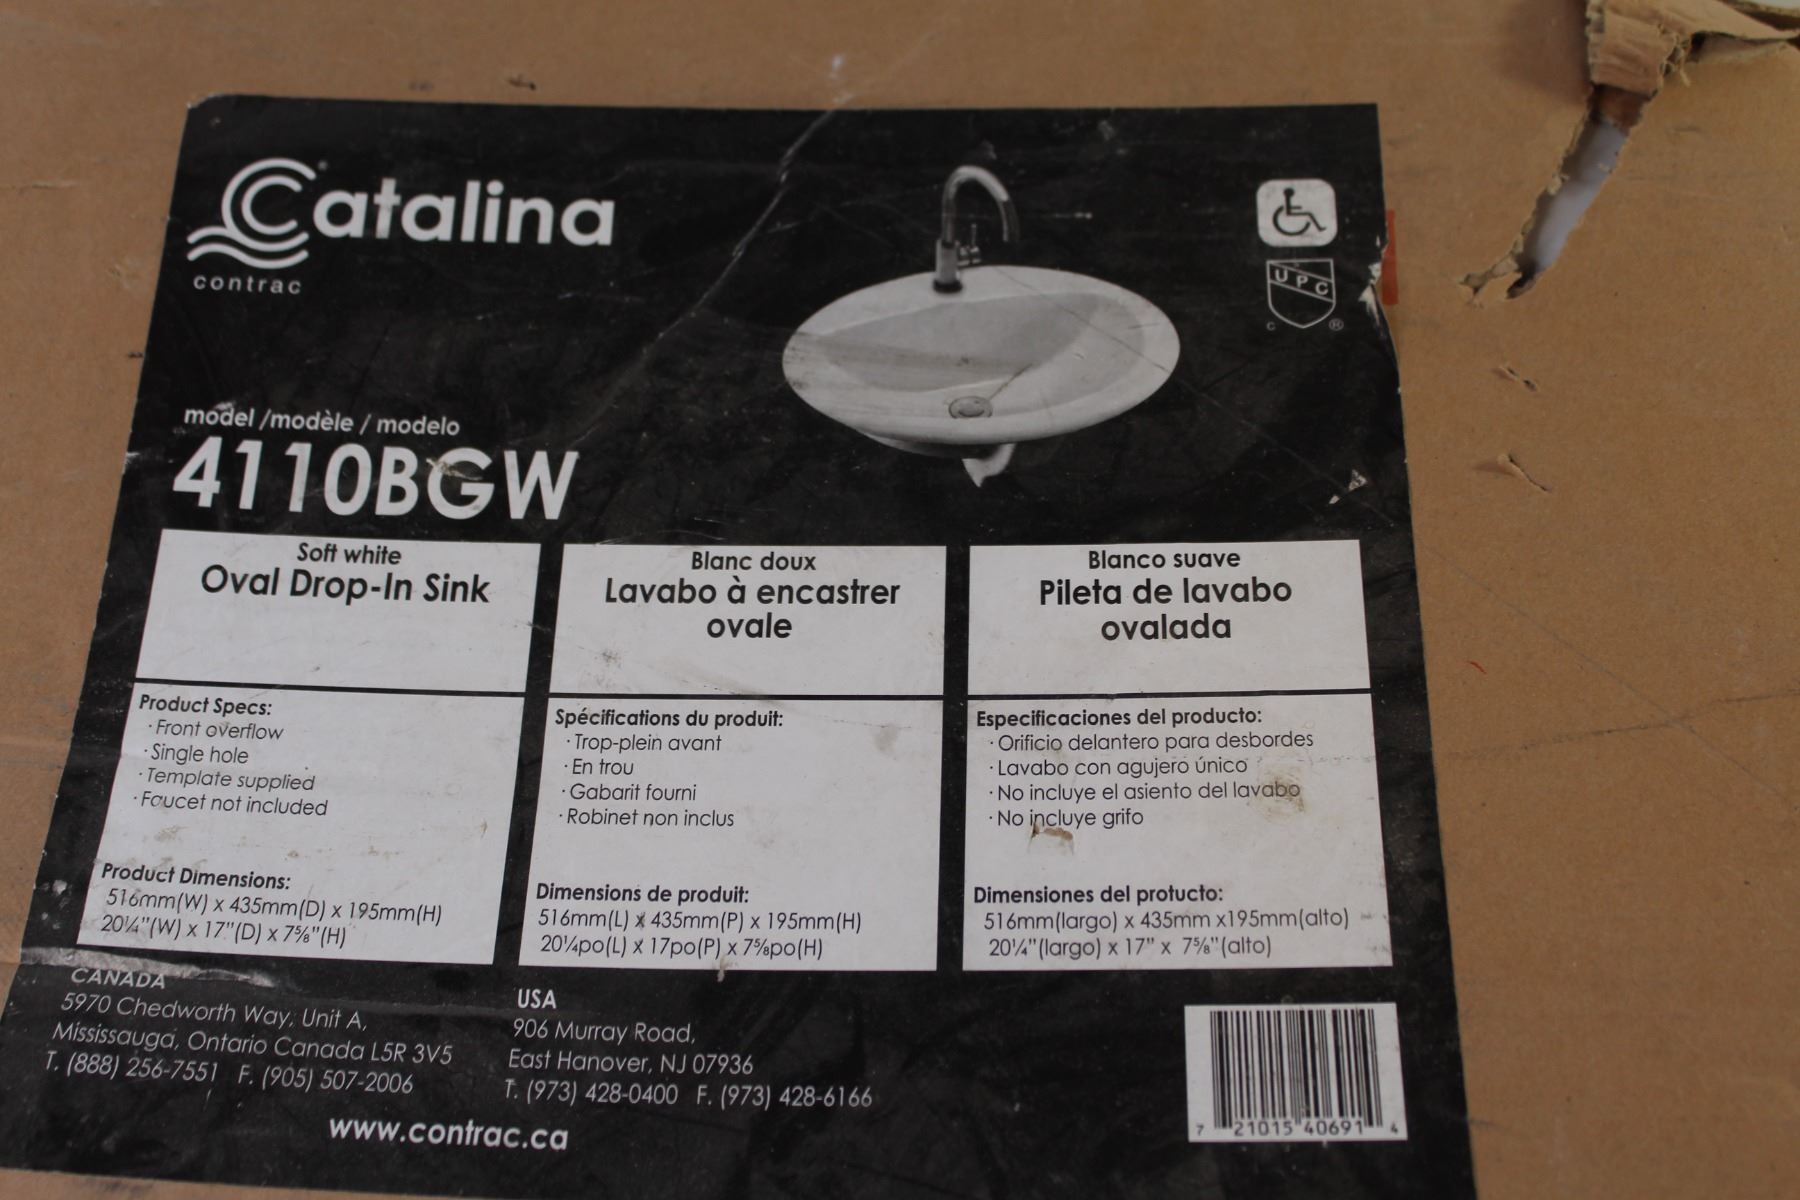 Catalina
contrac
model /modèle / modelo
4110BGW
UPC
C ®
Soft white
Oval Drop-In Sink
Product Specs:
· Front overflow
· Single hole
· Template supplied
· Faucet not included
Product Dimensions:
516mm(W) x 435mm(D) x 195mm(H)
20¼"(W) x 17"(D) x 7⅝"(H)
Blanc doux
Lavabo à encastrer
ovale
Spécifications du produit:
· Trop-plein avant
· En trou
· Gabarit fourni
· Robinet non inclus
Dimensions de produit:
516mm(L) x 435mm(P) x 195mm(H)
20¼po(L) x 17po(P) x 7⅝po(H)
Blanco suave
Pileta de lavabo
ovalada
Especificaciones del producto:
· Orificio delantero para desbordes
· Lavabo con agujero único
· No incluye el asiento del lavabo
· No incluye grifo
Dimensiones del protucto:
516mm(largo) x 435mm x195mm(alto)
20¼"(largo) x 17" x 7⅝"(alto)
CANADA
5970 Chedworth Way, Unit A,
Mississauga, Ontario Canada L5R 3V5
T. (888) 256-7551 F. (905) 507-2006
USA
906 Murray Road,
East Hanover, NJ 07936
T. (973) 428-0400 F. (973) 428-6166
www.contrac.ca
7 21015 40691 4